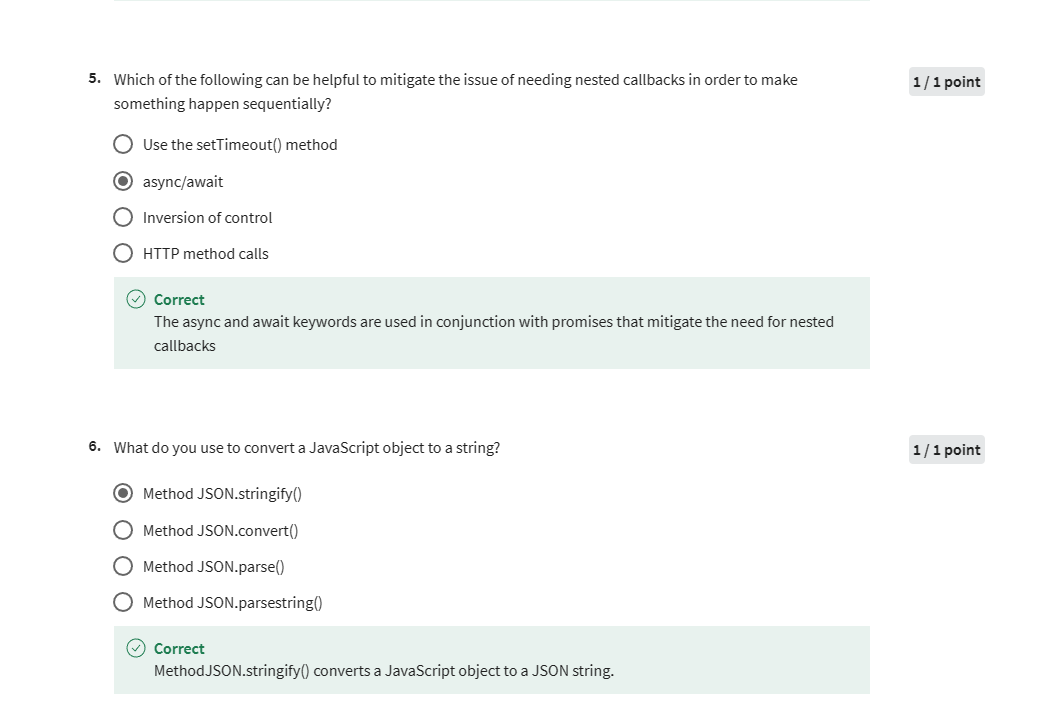 5. Which of the following can be helpful to mitigate the issue of needing nested callbacks in order to make
something happen sequentially?
1 / 1 point
Use the setTimeout() method
async/await
Inversion of control
HTTP method calls
Correct
The async and await keywords are used in conjunction with promises that mitigate the need for nested
callbacks
6. What do you use to convert a JavaScript object to a string?
1 / 1 point
Method JSON.stringify()
Method JSON.convert()
Method JSON.parse()
Method JSON.parsestring()
Correct
MethodJSON.stringify() converts a JavaScript object to a JSON string.